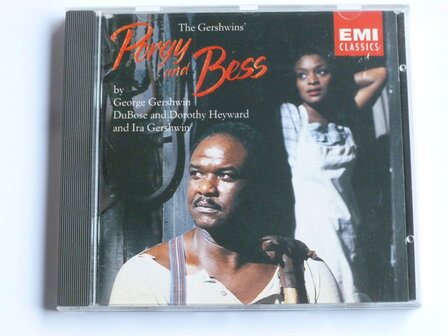 The Gershwins'
Porgy
and Bess
by
George Gershwin
DuBose and Dorothy Heyward
and Ira Gershwin
EMI
CLASSICS